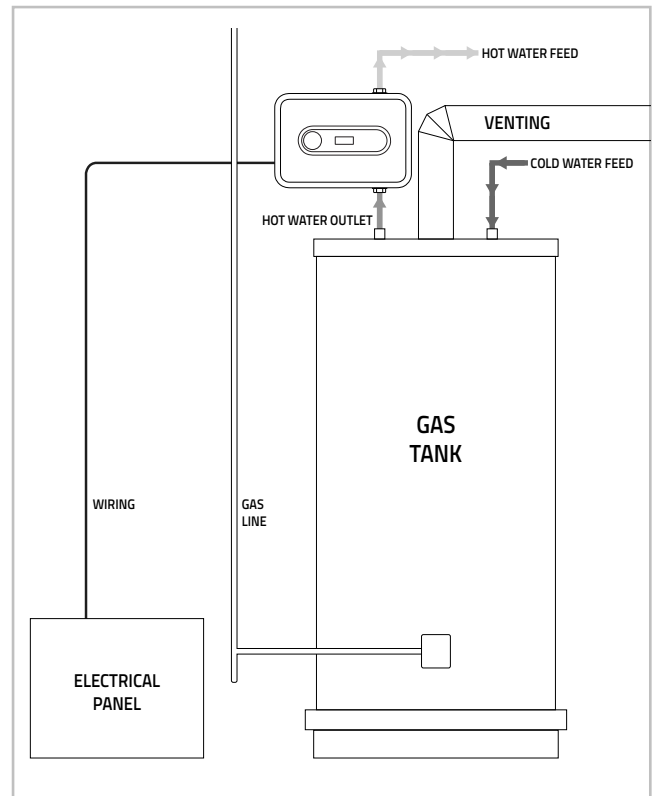 HOT WATER FEED
VENTING
COLD WATER FEED
HOT WATER OUTLET
GAS
TANK
WIRING
GAS
LINE
ELECTRICAL
PANEL